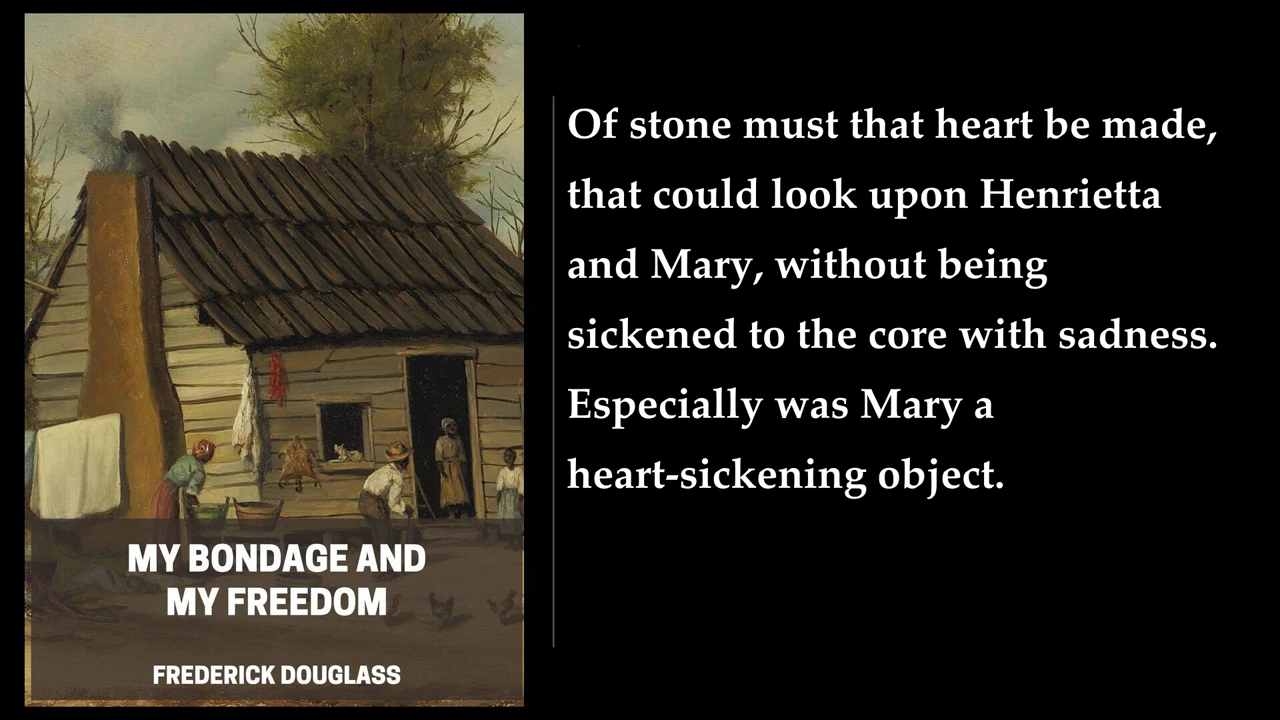 Of stone must that heart be made,
that could look upon Henrietta
and Mary, without being
sickened to the core with sadness.
Especially was Mary a
heart-sickening object.
MY BONDAGE AND
MY FREEDOM
FREDERICK DOUGLASS